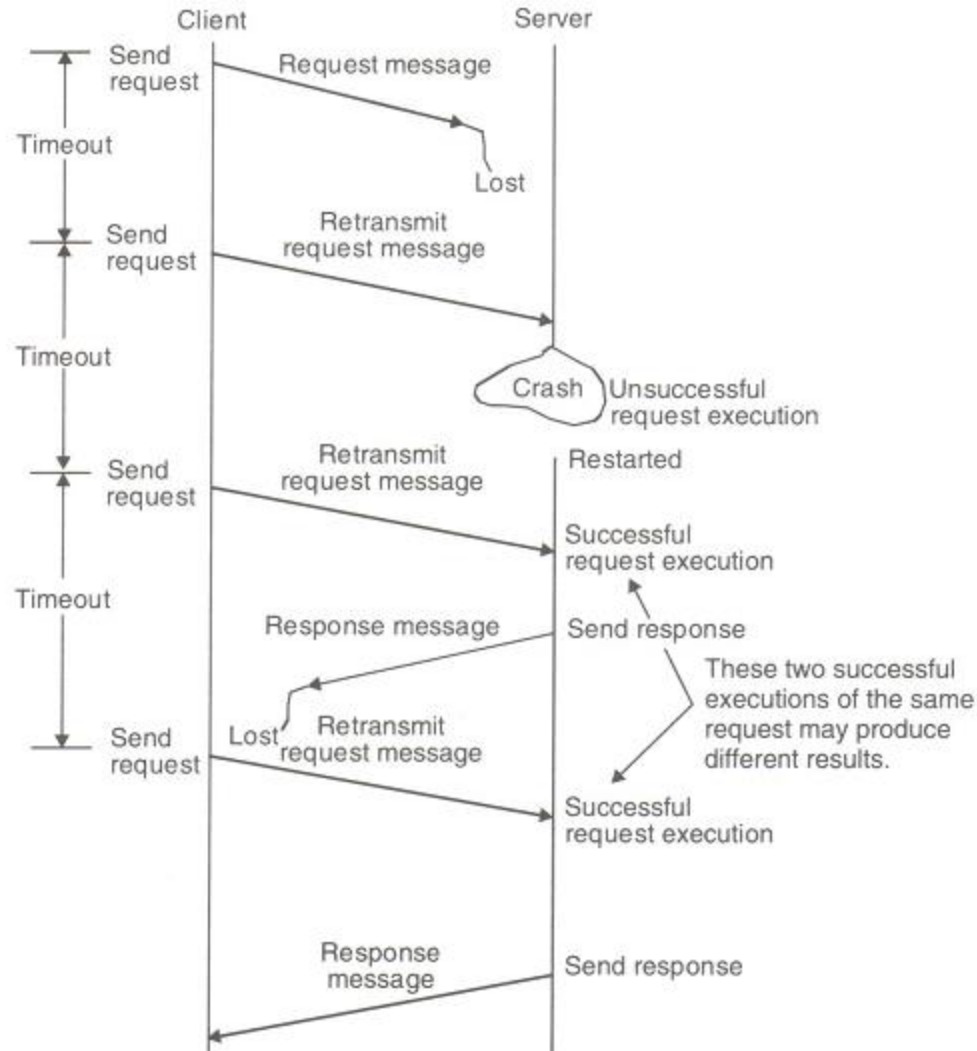 Client
Server
Send
request
Request message
Timeout
Lost
Send
request
Retransmit
request message
Timeout
Crash
Unsuccessful
request execution
Restarted
Send
request
Retransmit
request message
Successful
request execution
Timeout
Response message
Send response
These two successful
executions of the same
request may produce
different results.
Lost
Send
request
Retransmit
request message
Successful
request execution
Response
message
Send response